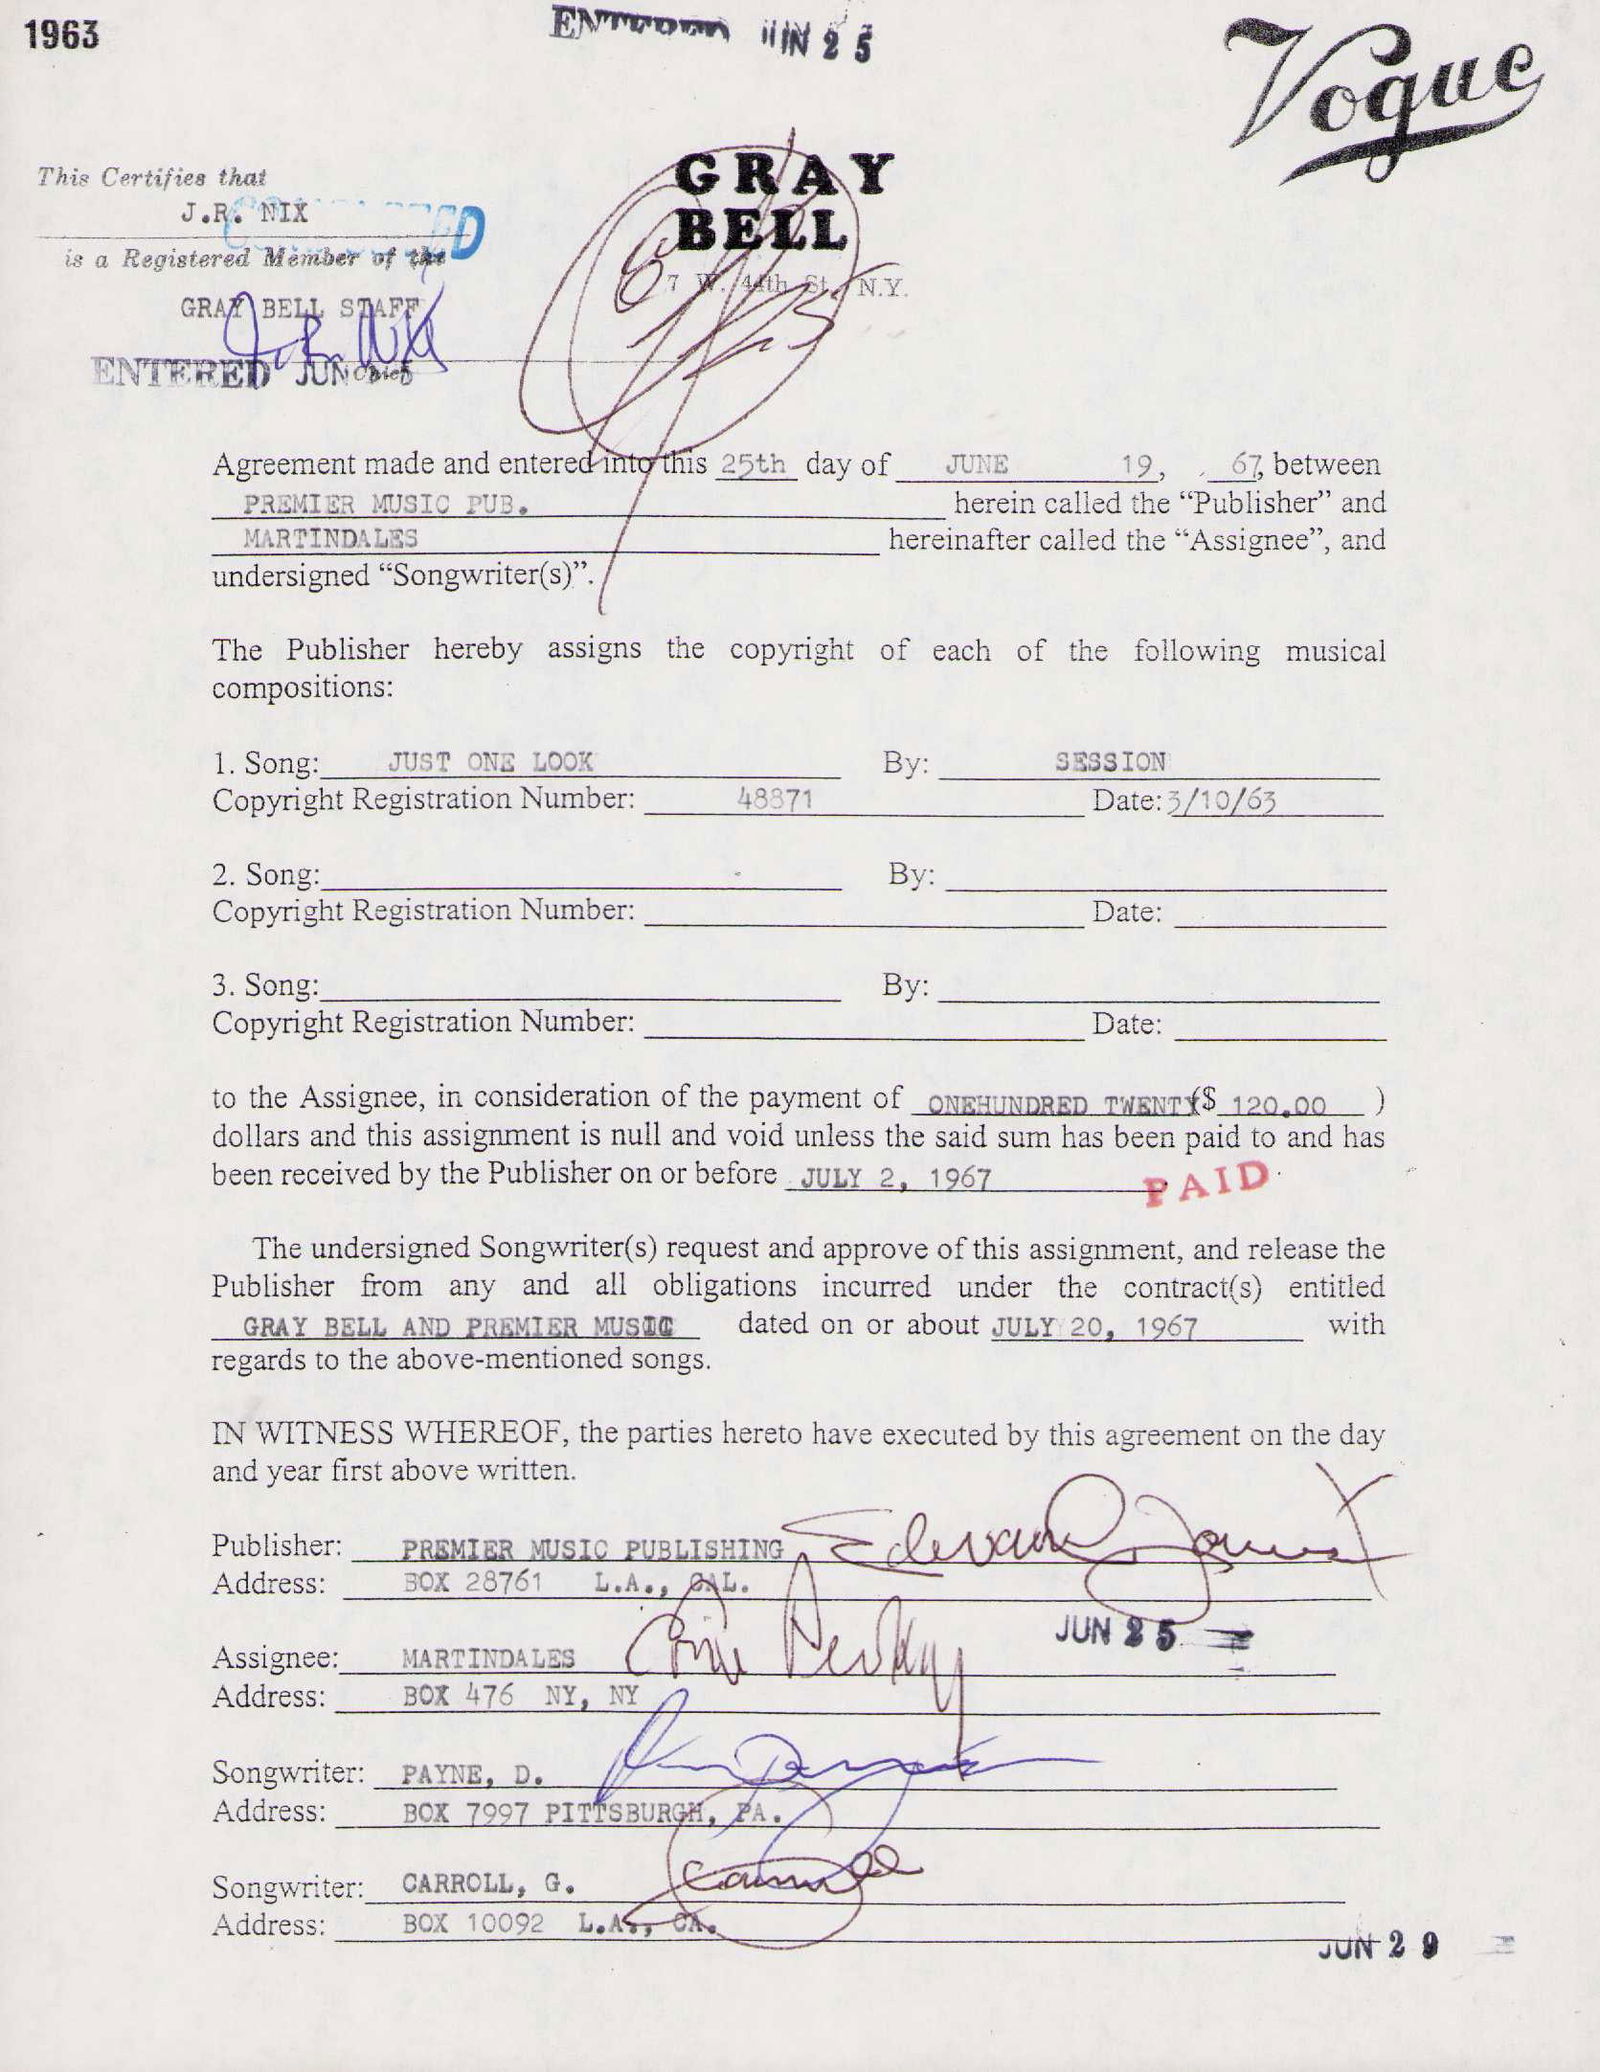 1963
ENTERED JUN 25
Vogue
GRAY
BELL
7 W. 44th St. N.Y.
This Certifies that
J.R. NIX
is a Registered Member of the
GRAY BELL STAFF
J.R. Nix
ENTERED JUN
Agreement made and entered into this 25th day of JUNE 19, 67, between
PREMIER MUSIC PUB. herein called the “Publisher” and
MARTINDALES hereinafter called the “Assignee”, and
undersigned “Songwriter(s)”.
The Publisher hereby assigns the copyright of each of the following musical
compositions:
1. Song: JUST ONE LOOK By: SESSION
Copyright Registration Number: 48871 Date: 3/10/63
2. Song: By:
Copyright Registration Number: Date:
3. Song: By:
Copyright Registration Number: Date:
to the Assignee, in consideration of the payment of ONEHUNDRED TWENTY ($ 120.00 )
dollars and this assignment is null and void unless the said sum has been paid to and has
been received by the Publisher on or before JULY 2, 1967 PAID
The undersigned Songwriter(s) request and approve of this assignment, and release the
Publisher from any and all obligations incurred under the contract(s) entitled
GRAY BELL AND PREMIER MUSIC dated on or about JULY 20, 1967 with
regards to the above-mentioned songs.
IN WITNESS WHEREOF, the parties hereto have executed by this agreement on the day
and year first above written.
Publisher: PREMIER MUSIC PUBLISHING Edward
Address: BOX 28761 L.A., CAL.
JUN 25
Assignee: MARTINDALES
Address: BOX 476 NY, NY
Songwriter: PAYNE, D.
Address: BOX 7997 PITTSBURGH, PA.
Songwriter: CARROLL, G. Carroll
Address: BOX 10092 L.A., CA.
JUN 29